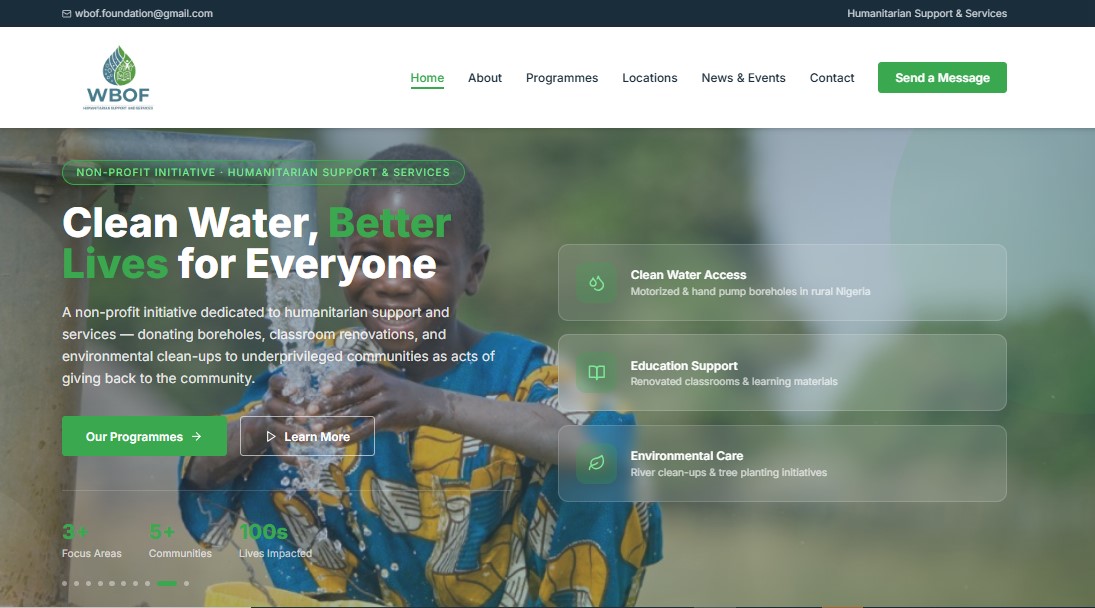 wbof.foundation@gmail.com
Humanitarian Support & Services
WBOF
HUMANITARIAN SUPPORT AND SERVICES
Home
About
Programmes
Locations
News & Events
Contact
Send a Message
NON-PROFIT INITIATIVE · HUMANITARIAN SUPPORT & SERVICES
Clean Water, Better
Lives for Everyone
A non-profit initiative dedicated to humanitarian support and
services — donating boreholes, classroom renovations, and
environmental clean-ups to underprivileged communities as acts of
giving back to the community.
Our Programmes
Learn More
3+
Focus Areas
5+
Communities
100s
Lives Impacted
Clean Water Access
Motorized & hand pump boreholes in rural Nigeria
Education Support
Renovated classrooms & learning materials
Environmental Care
River clean-ups & tree planting initiatives